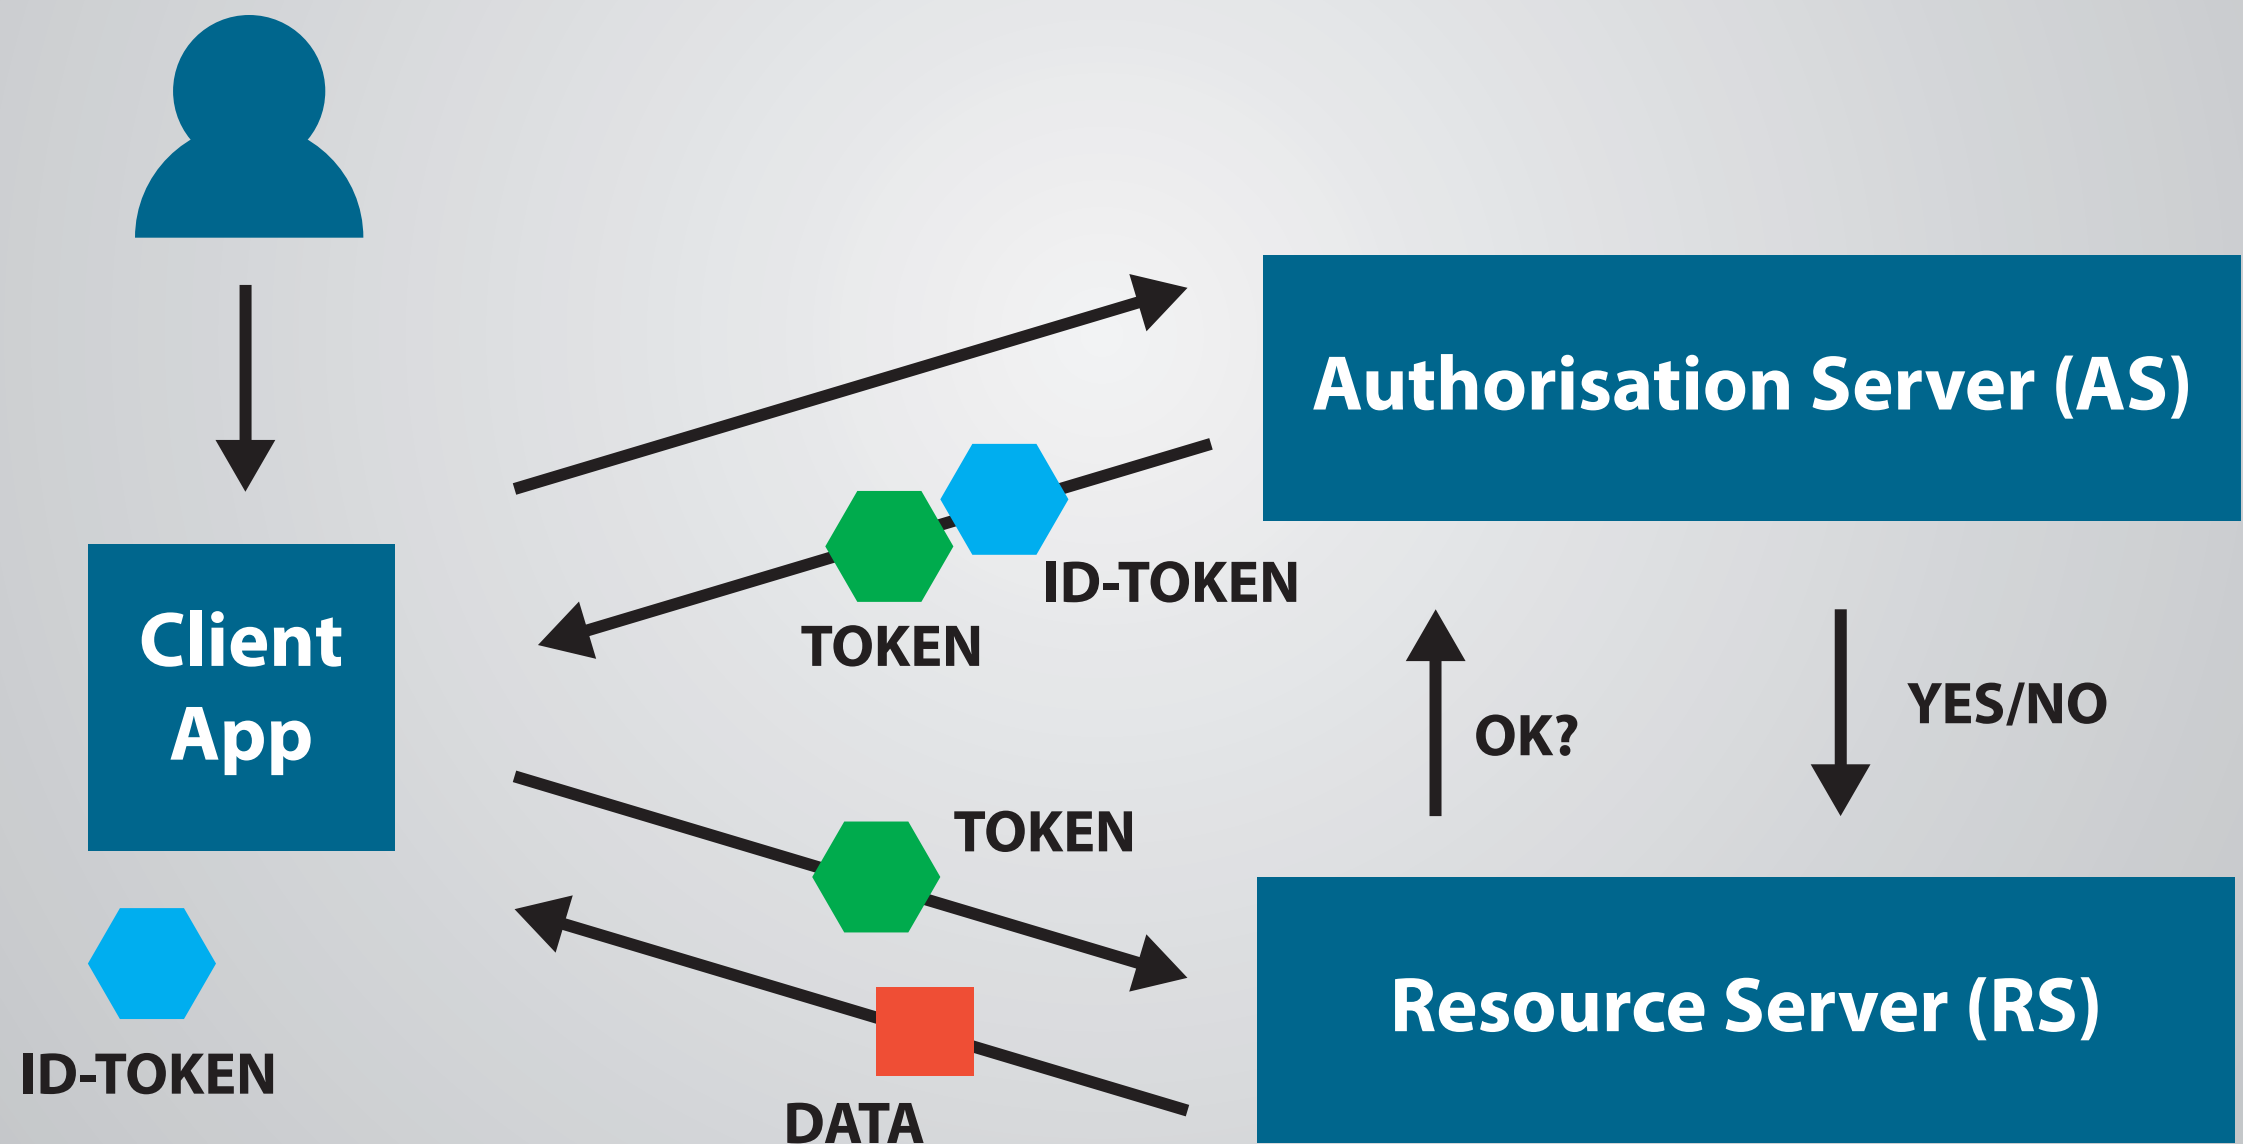 Authorisation Server (AS)
ID-TOKEN
TOKEN
Client
App
OK?
YES/NO
TOKEN
Resource Server (RS)
ID-TOKEN
DATA